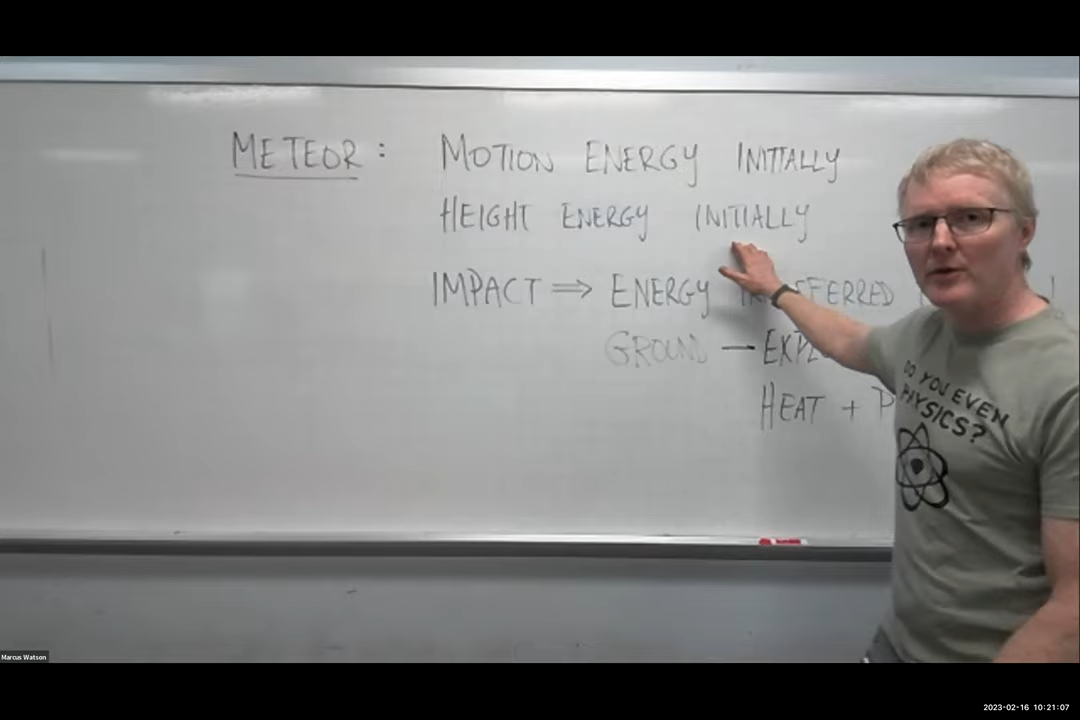 METEOR: MOTION ENERGY INITIALLY
HEIGHT ENERGY INITIALLY
IMPACT ⇒ ENERGY
GROUND —
HEAT +
DO YOU EVEN
PHYSICS?
Marcus Watson
2023-02-16 10:21:07